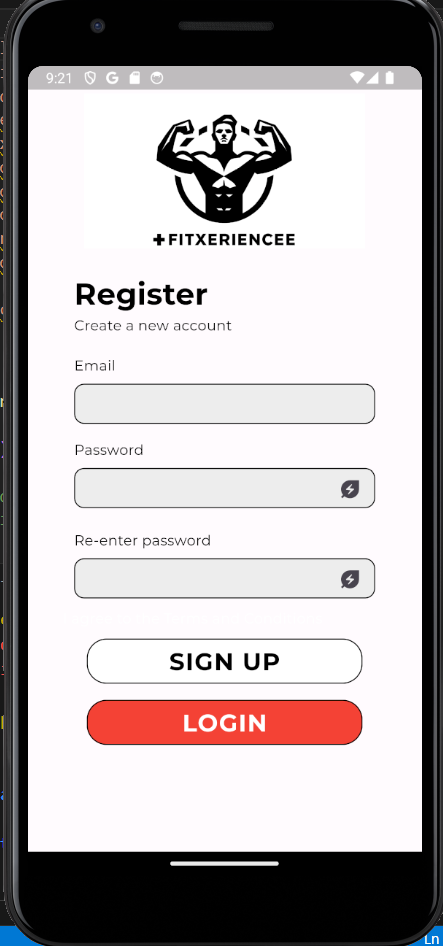 9:21
+FITXERIENCEE
Register
Create a new account
Email
Password
Re-enter password
SIGN UP
LOGIN
Ln